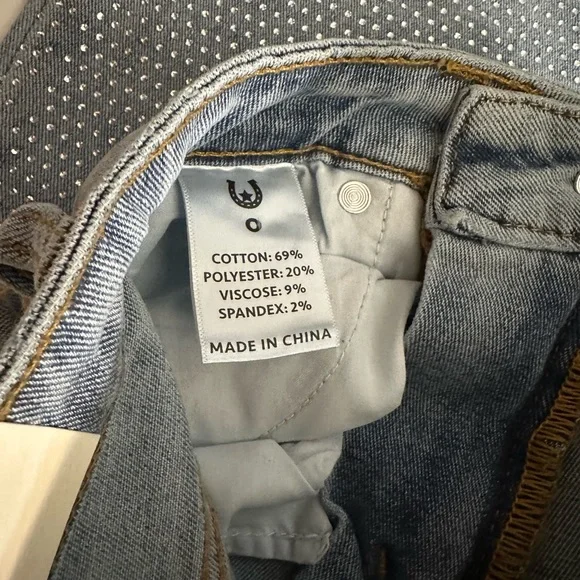 0
COTTON: 69%
POLYESTER: 20%
VISCOSE: 9%
SPANDEX: 2%
MADE IN CHINA